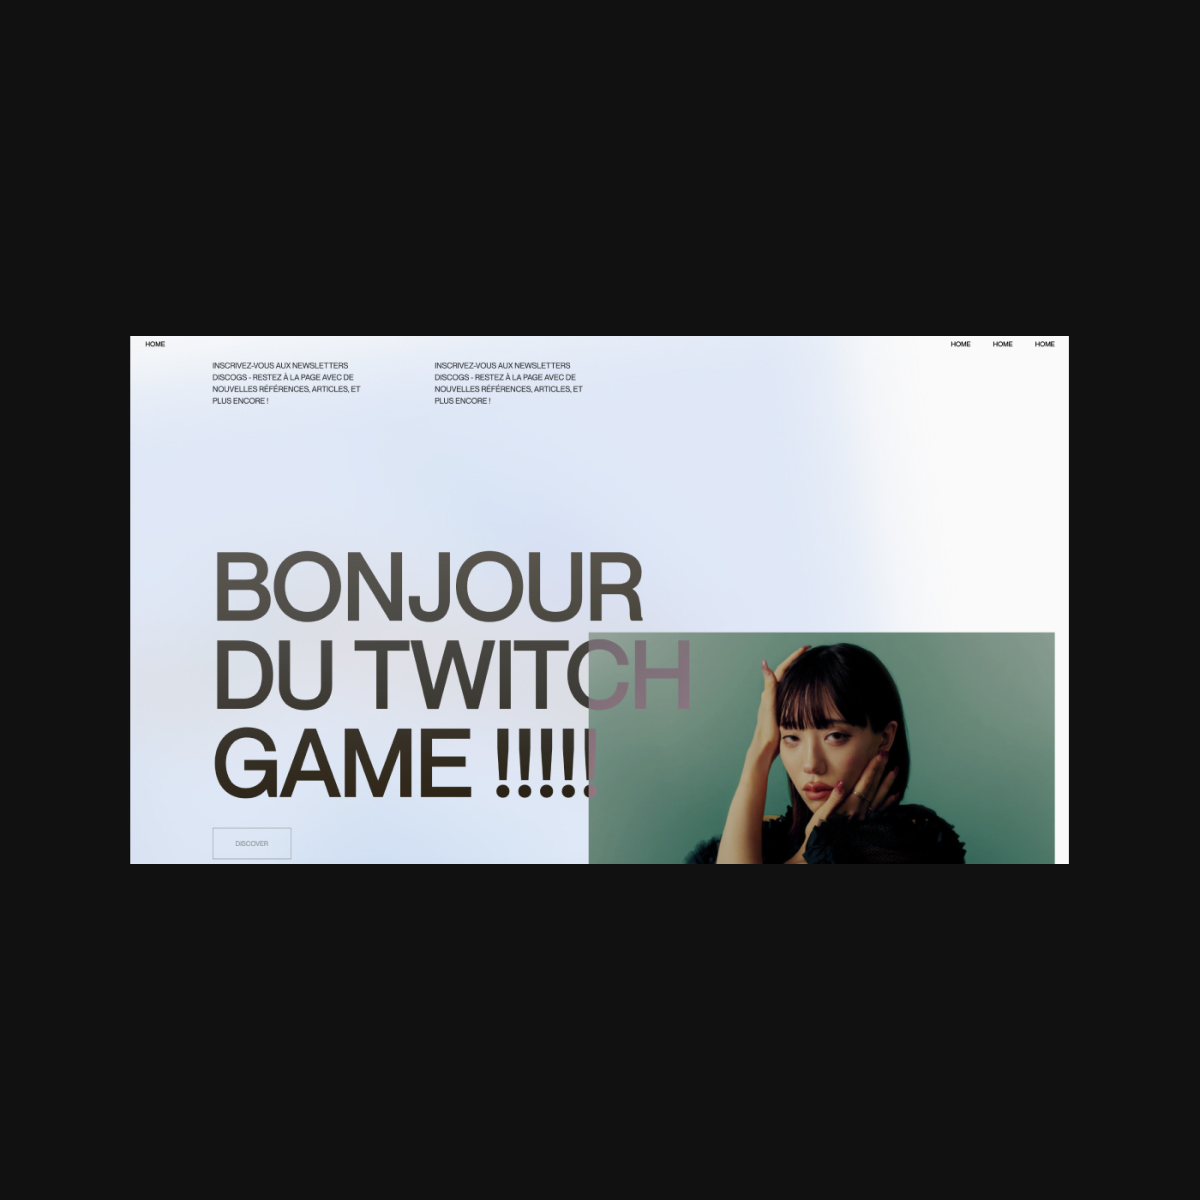 HOME
HOME
HOME
HOME
INSCRIVEZ-VOUS AUX NEWSLETTERS
DISCOGS - RESTEZ À LA PAGE AVEC DE
NOUVELLES RÉFÉRENCES, ARTICLES, ET
PLUS ENCORE !
INSCRIVEZ-VOUS AUX NEWSLETTERS
DISCOGS - RESTEZ À LA PAGE AVEC DE
NOUVELLES RÉFÉRENCES, ARTICLES, ET
PLUS ENCORE !
BONJOUR
DU TWITCH
GAME !!!!!
DISCOVER